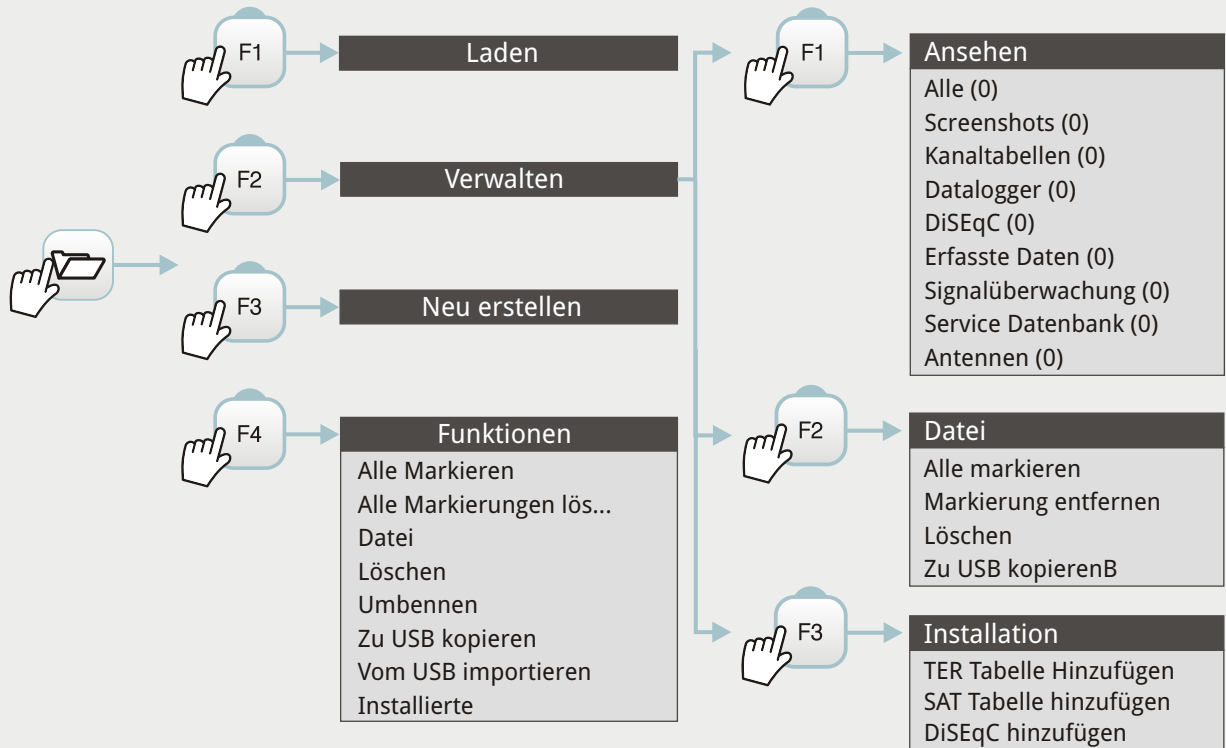 F1
Laden
F2
Verwalten
F3
Neu erstellen
F4
Funktionen
Alle Markieren
Alle Markierungen lös...
Datei
Löschen
Umbennen
Zu USB kopieren
Vom USB importieren
Installierte
F1
Ansehen
Alle (0)
Screenshots (0)
Kanaltabellen (0)
Datalogger (0)
DiSEqC (0)
Erfasste Daten (0)
Signalüberwachung (0)
Service Datenbank (0)
Antennen (0)
F2
Datei
Alle markieren
Markierung entfernen
Löschen
Zu USB kopierenB
F3
Installation
TER Tabelle Hinzufügen
SAT Tabelle hinzufügen
DiSEqC hinzufügen